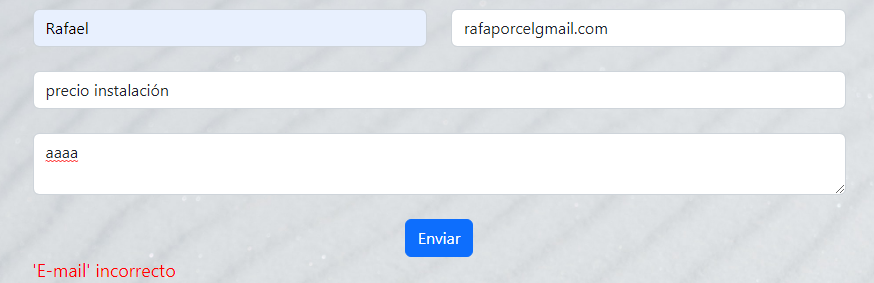 Rafael
rafaporcelgmail.com
precio instalación
aaaa
Enviar
'E-mail' incorrecto